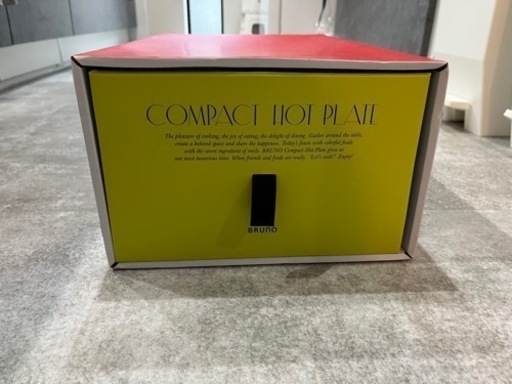 COMPACT HOT PLATE
The pleasure of cooking, the joy of eating, the delight of dining. Gather around the table,
create a beloved space and share the happiness. Today's feasts with colorful foods
with the secret ingredient of smile. BRUNO Compact Hot Plate gives us
our most luxurious time. When friends and foods are ready, "Let's cook!" Enjoy!
BRUNO